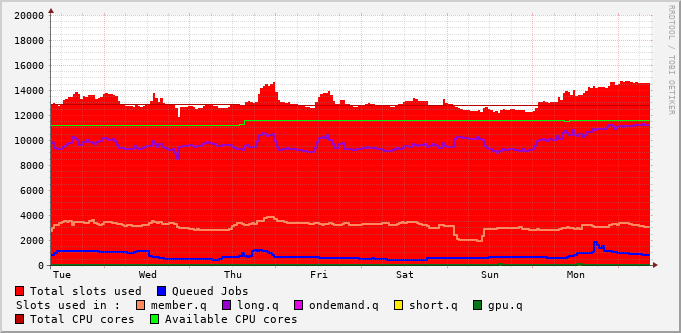 20000
18000
16000
14000
12000
10000
8000
6000
4000
2000
0
Tue Wed Thu Fri Sat Sun Mon
RRDTOOL / TOBI OETIKER
Total slots used Queued Jobs
Slots used in : member.q long.q ondemand.q short.q gpu.q
Total CPU cores Available CPU cores